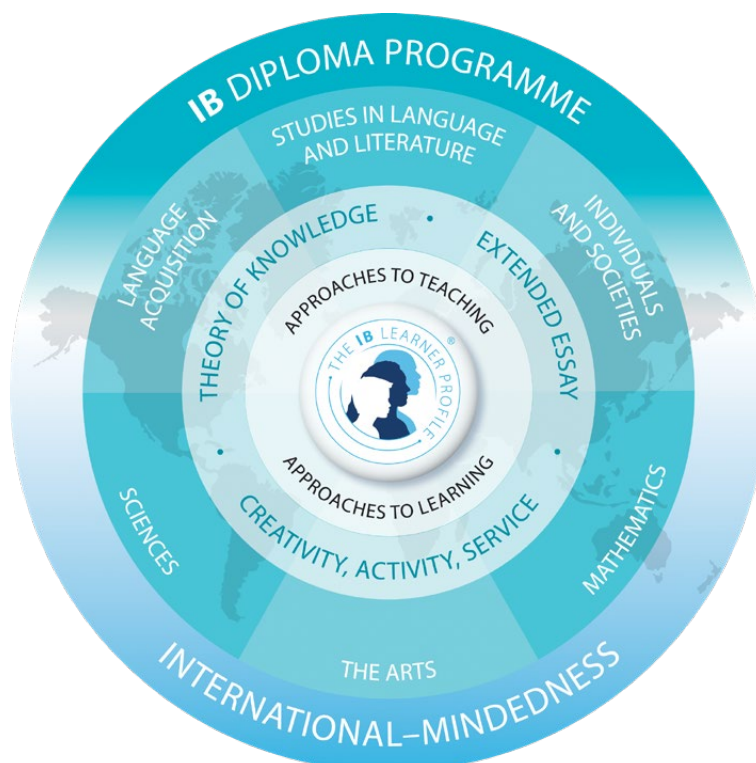 IB DIPLOMA PROGRAMME
STUDIES IN LANGUAGE
AND LITERATURE
LANGUAGE
ACQUISITION
INDIVIDUALS
AND SOCIETIES
THEORY OF KNOWLEDGE
•
EXTENDED ESSAY
•
APPROACHES TO TEACHING
• THE IB LEARNER PROFILE • ®
APPROACHES TO LEARNING
•
CREATIVITY, ACTIVITY, SERVICE
SCIENCES
MATHEMATICS
THE ARTS
INTERNATIONAL–MINDEDNESS